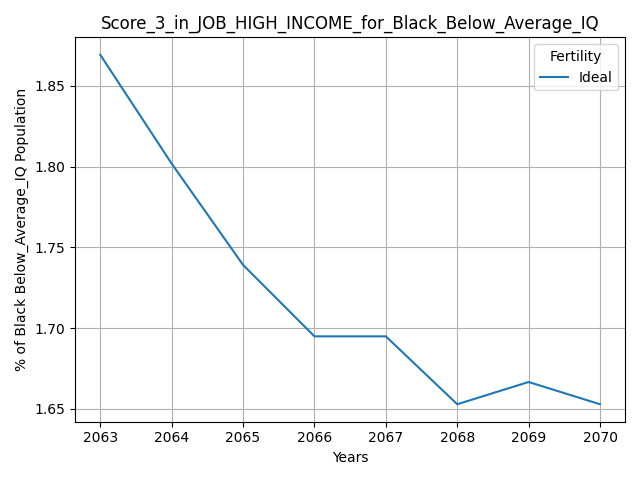 Score_3_in_JOB_HIGH_INCOME_for_Black_Below_Average_IQ
% of Black Below_Average_IQ Population
1.85
1.80
1.75
1.70
1.65
Fertility
Ideal
2063 2064 2065 2066 2067 2068 2069 2070
Years